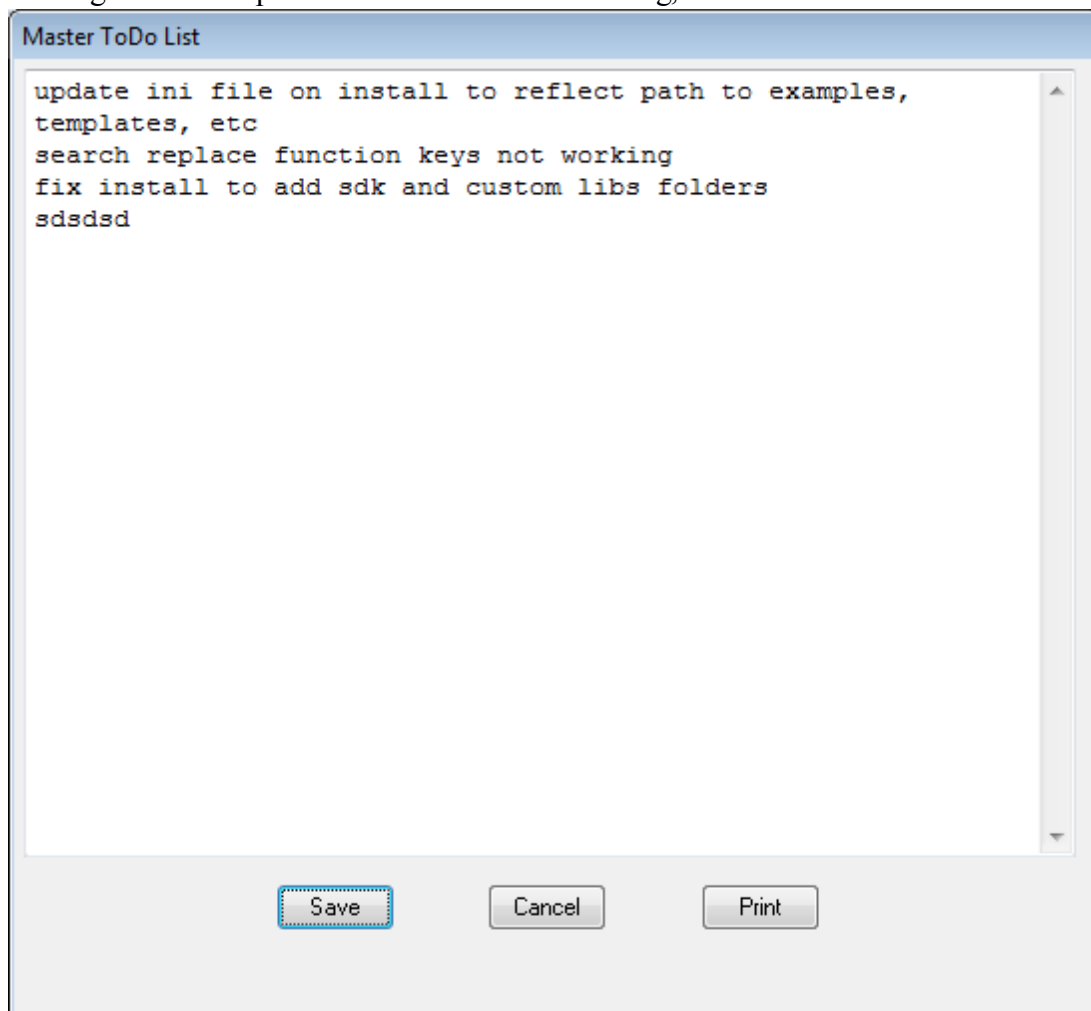 Master ToDo List
update ini file on install to reflect path to examples,
templates, etc
search replace function keys not working
fix install to add sdk and custom libs folders
sdsdsd
Save Cancel Print